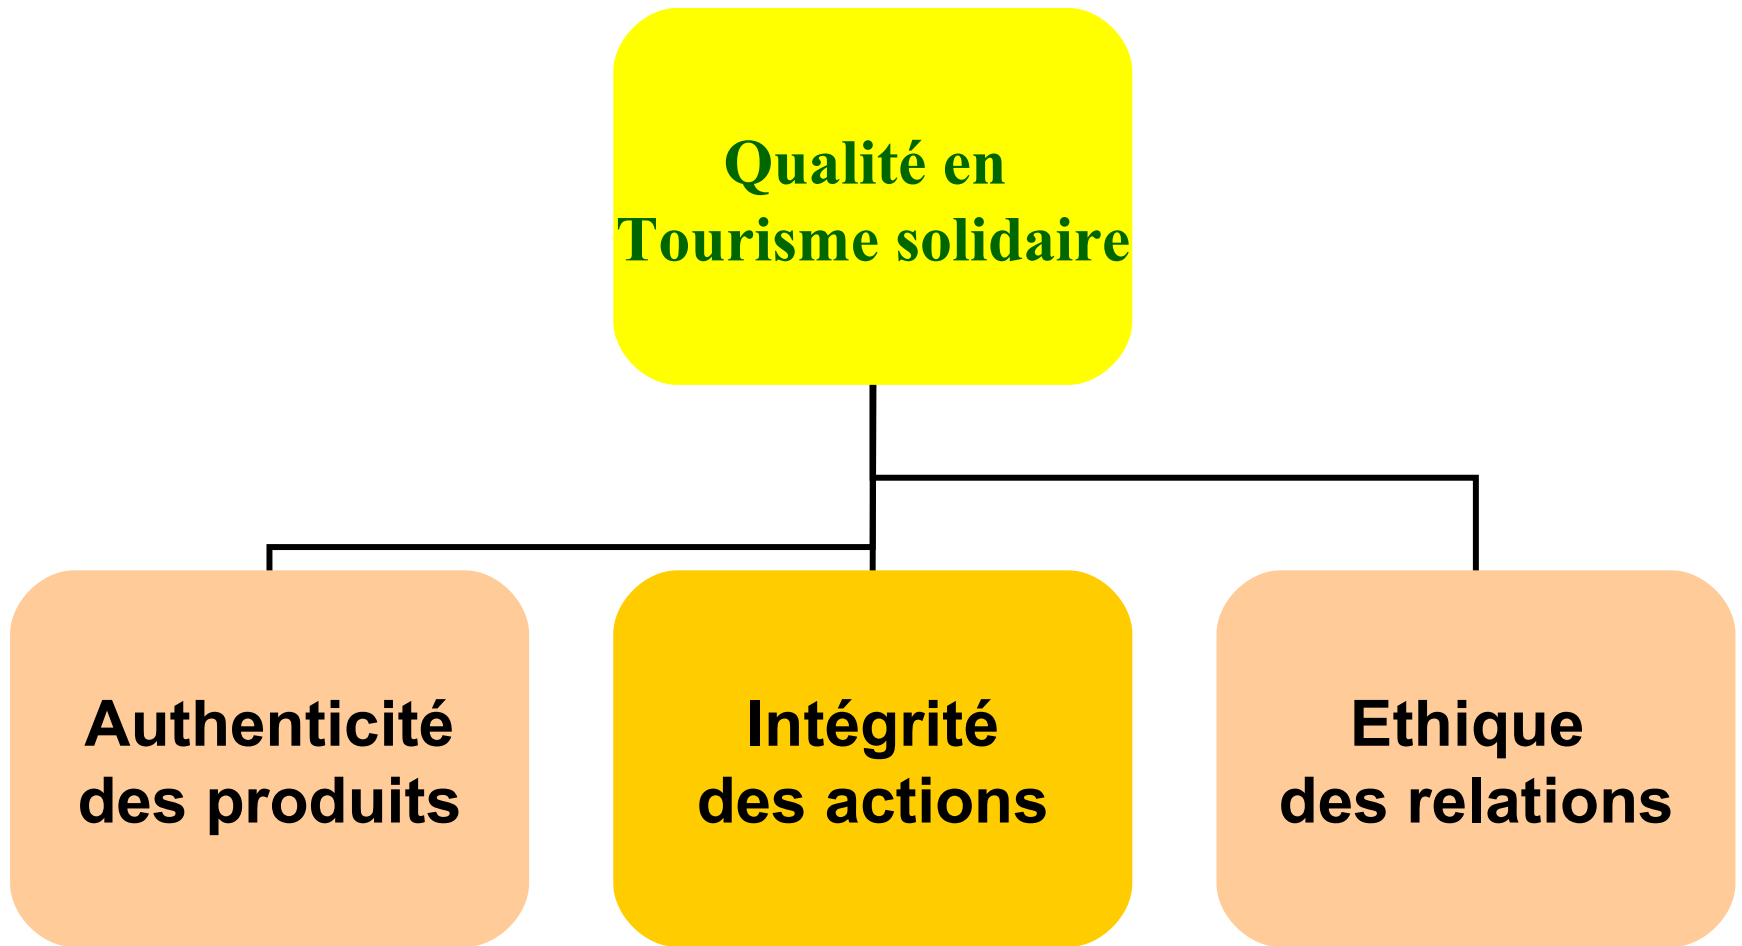 Qualité en
Tourisme solidaire
Authenticité
des produits
Intégrité
des actions
Ethique
des relations